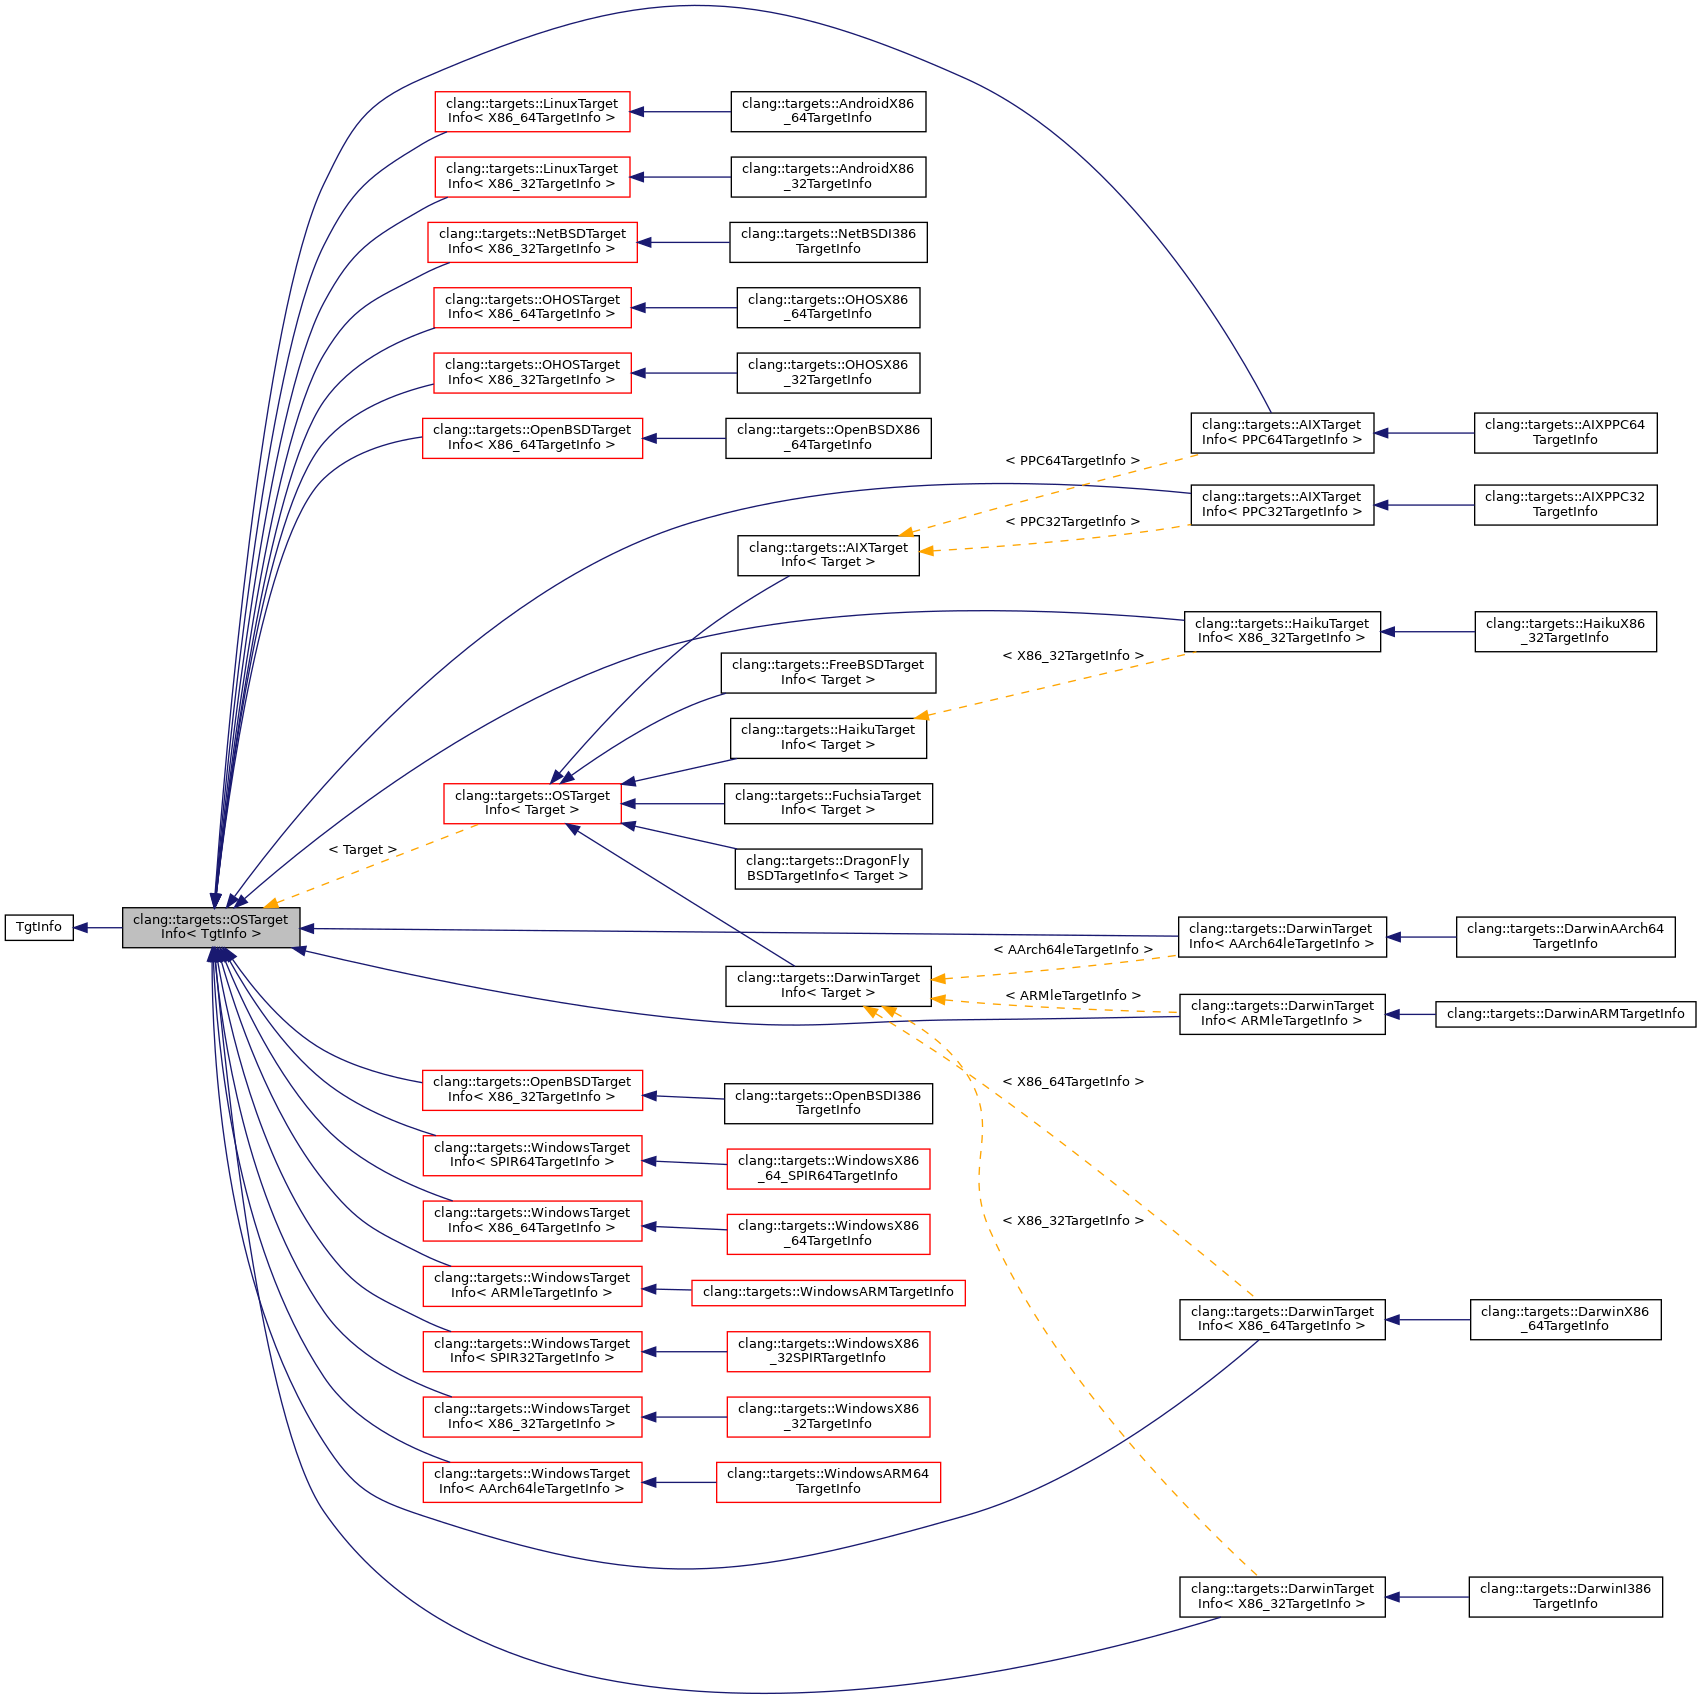 clang::targets::LinuxTarget
Info< X86_64TargetInfo >
clang::targets::AndroidX86
_64TargetInfo
clang::targets::LinuxTarget
Info< X86_32TargetInfo >
clang::targets::AndroidX86
_32TargetInfo
clang::targets::NetBSDTarget
Info< X86_32TargetInfo >
clang::targets::NetBSDI386
TargetInfo
clang::targets::OHOSTarget
Info< X86_64TargetInfo >
clang::targets::OHOSX86
_64TargetInfo
clang::targets::OHOSTarget
Info< X86_32TargetInfo >
clang::targets::OHOSX86
_32TargetInfo
clang::targets::OpenBSDTarget
Info< X86_64TargetInfo >
clang::targets::OpenBSDX86
_64TargetInfo
clang::targets::AIXTarget
Info< PPC64TargetInfo >
clang::targets::AIXPPC64
TargetInfo
< PPC64TargetInfo >
clang::targets::AIXTarget
Info< PPC32TargetInfo >
clang::targets::AIXPPC32
TargetInfo
< PPC32TargetInfo >
clang::targets::AIXTarget
Info< Target >
clang::targets::HaikuTarget
Info< X86_32TargetInfo >
clang::targets::HaikuX86
_32TargetInfo
< X86_32TargetInfo >
clang::targets::FreeBSDTarget
Info< Target >
clang::targets::HaikuTarget
Info< Target >
clang::targets::OSTarget
Info< Target >
clang::targets::FuchsiaTarget
Info< Target >
< Target >
clang::targets::DragonFly
BSDTargetInfo< Target >
TgtInfo
clang::targets::OSTarget
Info< TgtInfo >
clang::targets::DarwinTarget
Info< AArch64leTargetInfo >
clang::targets::DarwinAArch64
TargetInfo
< AArch64leTargetInfo >
clang::targets::DarwinTarget
Info< Target >
< ARMleTargetInfo >
clang::targets::DarwinTarget
Info< ARMleTargetInfo >
clang::targets::DarwinARMTargetInfo
clang::targets::OpenBSDTarget
Info< X86_32TargetInfo >
clang::targets::OpenBSDI386
TargetInfo
< X86_64TargetInfo >
clang::targets::WindowsTarget
Info< SPIR64TargetInfo >
clang::targets::WindowsX86
_64_SPIR64TargetInfo
clang::targets::WindowsTarget
Info< X86_64TargetInfo >
clang::targets::WindowsX86
_64TargetInfo
< X86_32TargetInfo >
clang::targets::WindowsTarget
Info< ARMleTargetInfo >
clang::targets::WindowsARMTargetInfo
clang::targets::DarwinTarget
Info< X86_64TargetInfo >
clang::targets::DarwinX86
_64TargetInfo
clang::targets::WindowsTarget
Info< SPIR32TargetInfo >
clang::targets::WindowsX86
_32SPIRTargetInfo
clang::targets::WindowsTarget
Info< X86_32TargetInfo >
clang::targets::WindowsX86
_32TargetInfo
clang::targets::WindowsTarget
Info< AArch64leTargetInfo >
clang::targets::WindowsARM64
TargetInfo
clang::targets::DarwinTarget
Info< X86_32TargetInfo >
clang::targets::DarwinI386
TargetInfo